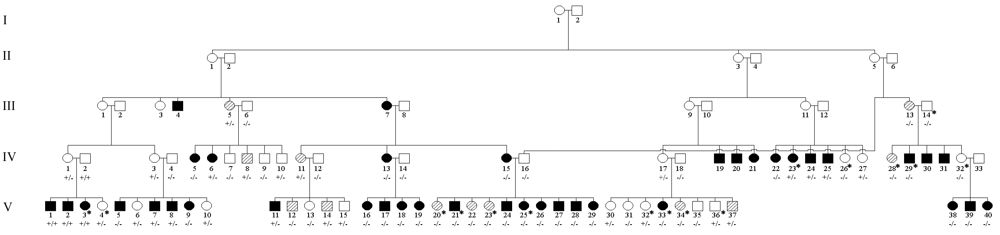 I
1 2
II
1 2 3 4 5 6
III
1 2 3 4 5 6 7 8 9 10 11 12 13 14*
+/- -/- -/- -/-
IV
1 2 3 4 5 6 7 8 9 10 11 12 13 14 15 16 17 18 19 20 21 22 23* 24 25 26* 27 28* 29* 30 31 32* 33
+/- +/+ +/- -/- -/- +/- -/- +/- -/- +/- +/- -/- -/- -/- -/- -/- +/- -/- -/- +/- +/- +/- -/- +/- -/- -/- -/-
V
1 2 3* 4* 5 6 7 8 9 10 11 12 13 14 15 16 17 18 19 20* 21* 22 23* 24 25* 26 27 28 29 30 31 32* 33* 34* 35 36* 37 38 39 40
+/+ +/+ +/+ +/- -/- +/- +/- +/- -/- +/- +/- -/- -/- +/- +/- -/- -/- -/- -/- -/- -/- -/- -/- -/- -/- -/- -/- -/- -/- +/- -/- +/- -/- -/- -/- +/- +/- -/- -/- -/-